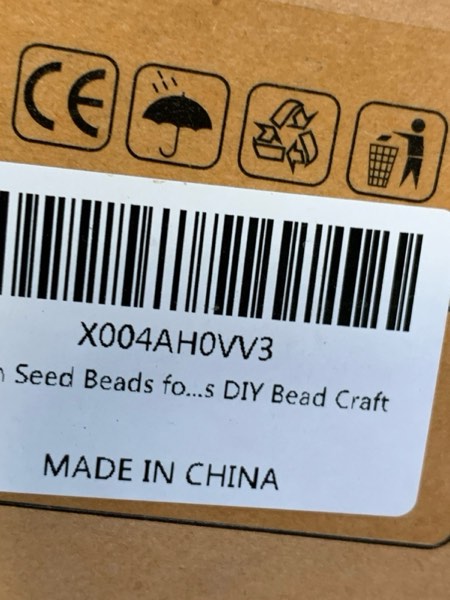 CE
X004AH0VV3
Seed Beads fo...s DIY Bead Craft
MADE IN CHINA